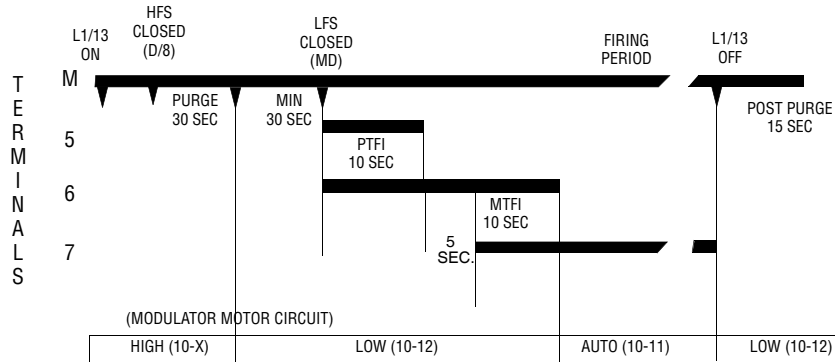 L1/13
ON
HFS
CLOSED
(D/8)
LFS
CLOSED
(MD)
FIRING
PERIOD
L1/13
OFF
TERMINALS
M
PURGE
30 SEC
MIN
30 SEC
POST PURGE
15 SEC
5
PTFI
10 SEC
6
MTFI
10 SEC
7
5
SEC.
(MODULATOR MOTOR CIRCUIT)
HIGH (10-X)
LOW (10-12)
AUTO (10-11)
LOW (10-12)